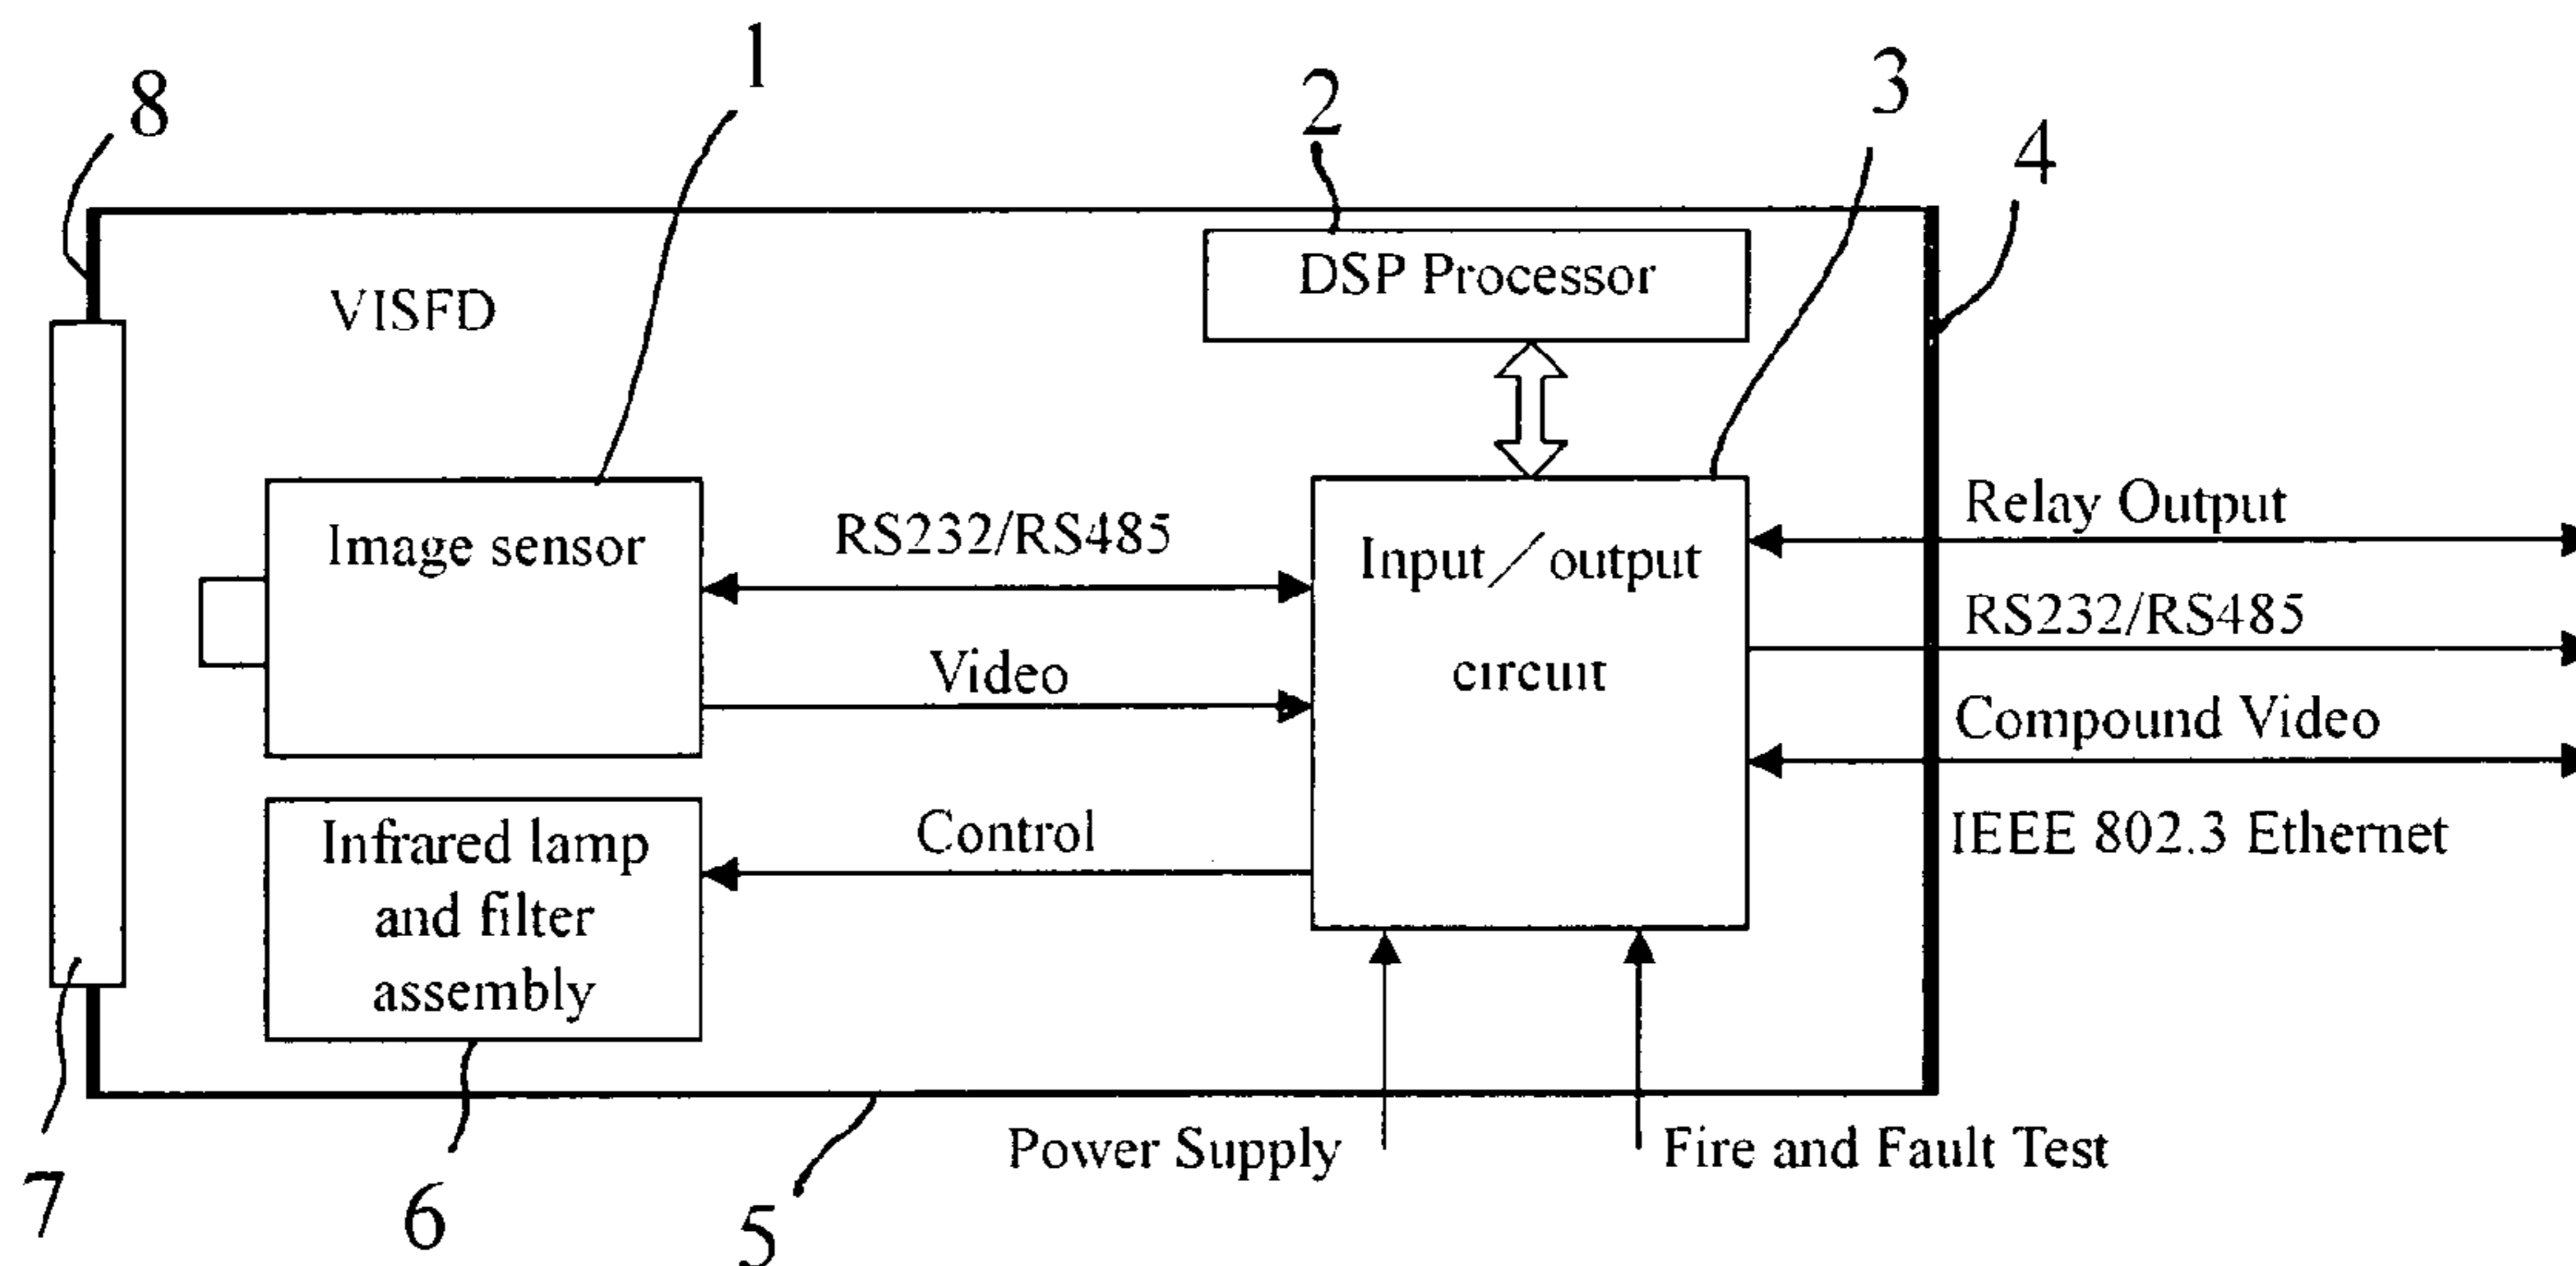 1
2
3
8
4
DSP Processor
VISFD
Relay Output
Image sensor
RS232/RS485
Input／output
circuit
RS232/RS485
Video
Compound Video
Infrared lamp
and filter
assembly
Control
IEEE 802.3 Ethernet
Power Supply
Fire and Fault Test
7
6
5